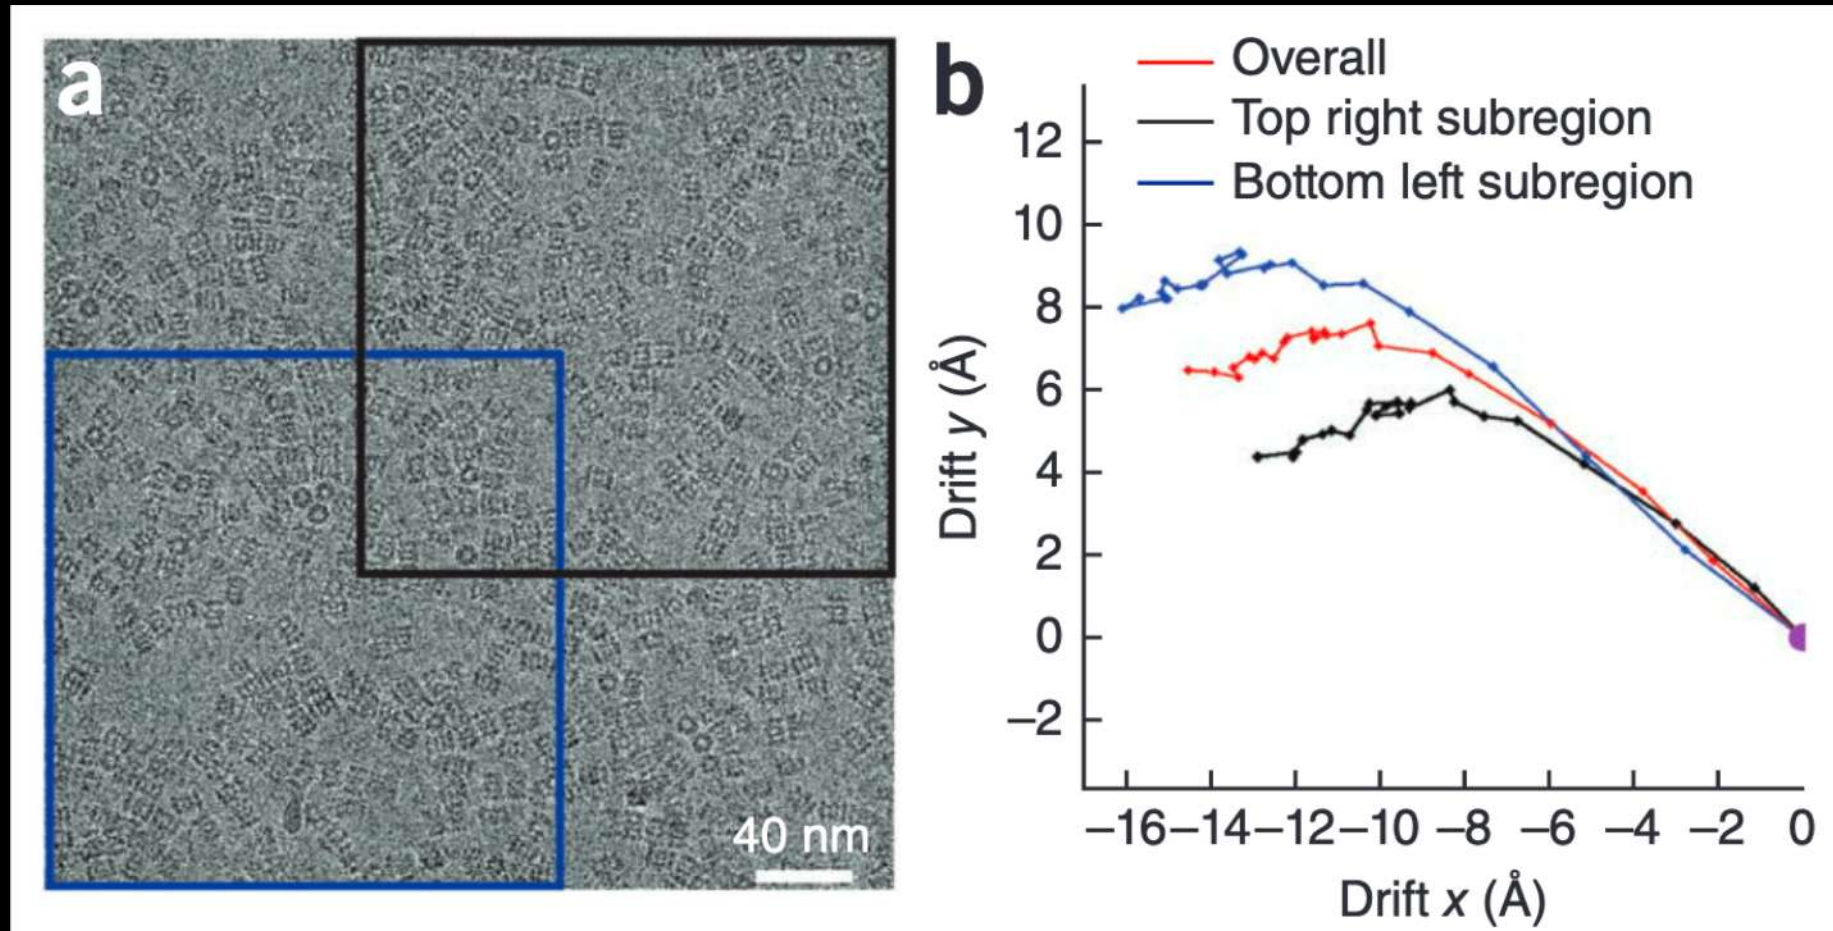 a
40 nm
b
Overall
Top right subregion
Bottom left subregion
Drift y (Å)
12
10
8
6
4
2
0
–2
–16 –14 –12 –10 –8 –6 –4 –2 0
Drift x (Å)